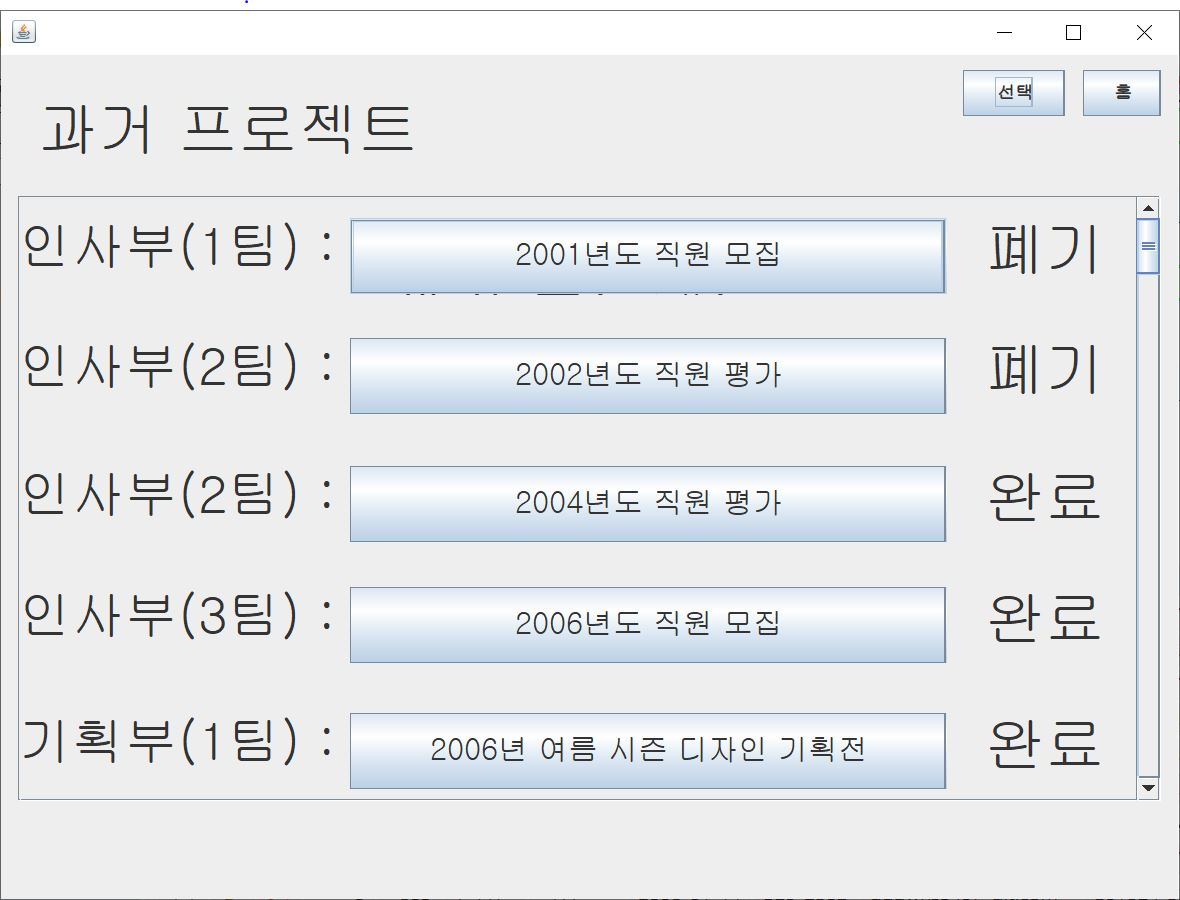 선택 홈
과거 프로젝트
인사부(1팀) : 2001년도 직원 모집 폐기
인사부(2팀) : 2002년도 직원 평가 폐기
인사부(2팀) : 2004년도 직원 평가 완료
인사부(3팀) : 2006년도 직원 모집 완료
기획부(1팀) : 2006년 여름 시즌 디자인 기획전 완료